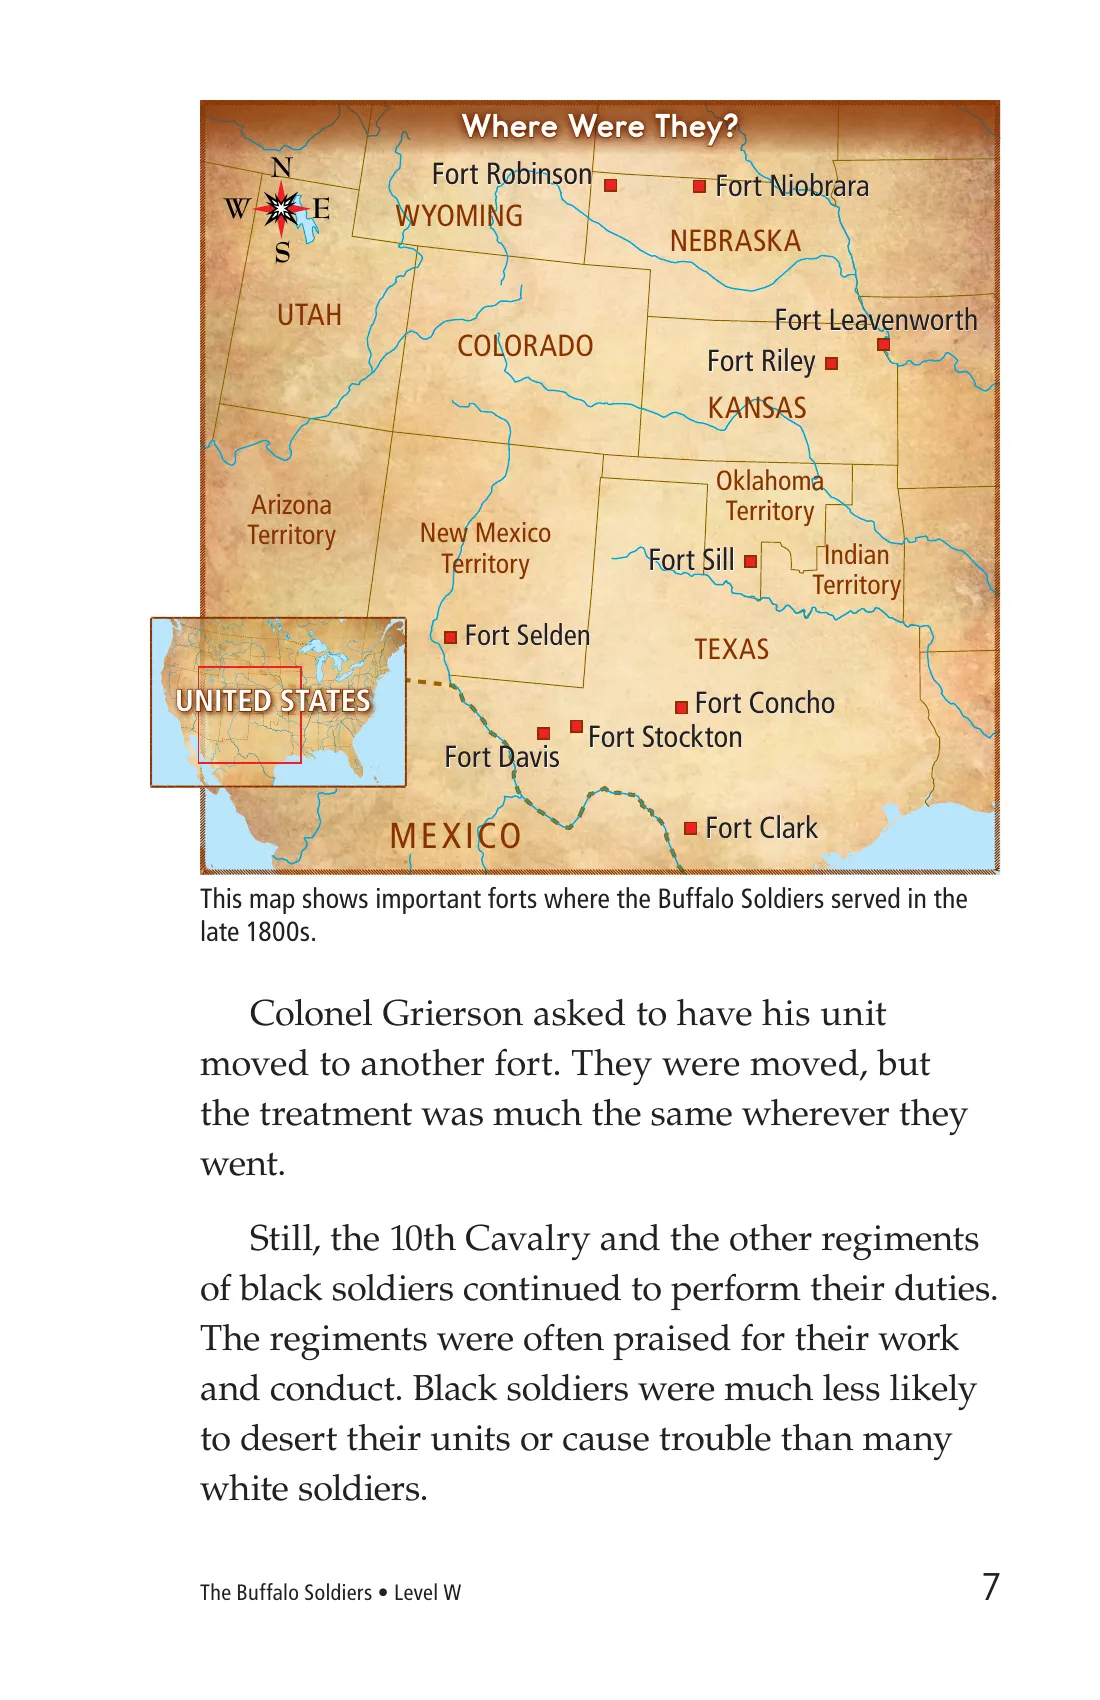 Where Were They?
Fort Robinson
Fort Niobrara
N
W E
S
WYOMING
NEBRASKA
UTAH
COLORADO
Fort Leavenworth
Fort Riley
KANSAS
Oklahoma
Territory
Arizona
Territory
New Mexico
Territory
Fort Sill
Indian
Territory
Fort Selden
TEXAS
UNITED STATES
Fort Concho
Fort Stockton
Fort Davis
MEXICO
Fort Clark
This map shows important forts where the Buffalo Soldiers served in the
late 1800s.
Colonel Grierson asked to have his unit
moved to another fort. They were moved, but
the treatment was much the same wherever they
went.
Still, the 10th Cavalry and the other regiments
of black soldiers continued to perform their duties.
The regiments were often praised for their work
and conduct. Black soldiers were much less likely
to desert their units or cause trouble than many
white soldiers.
The Buffalo Soldiers • Level W
7